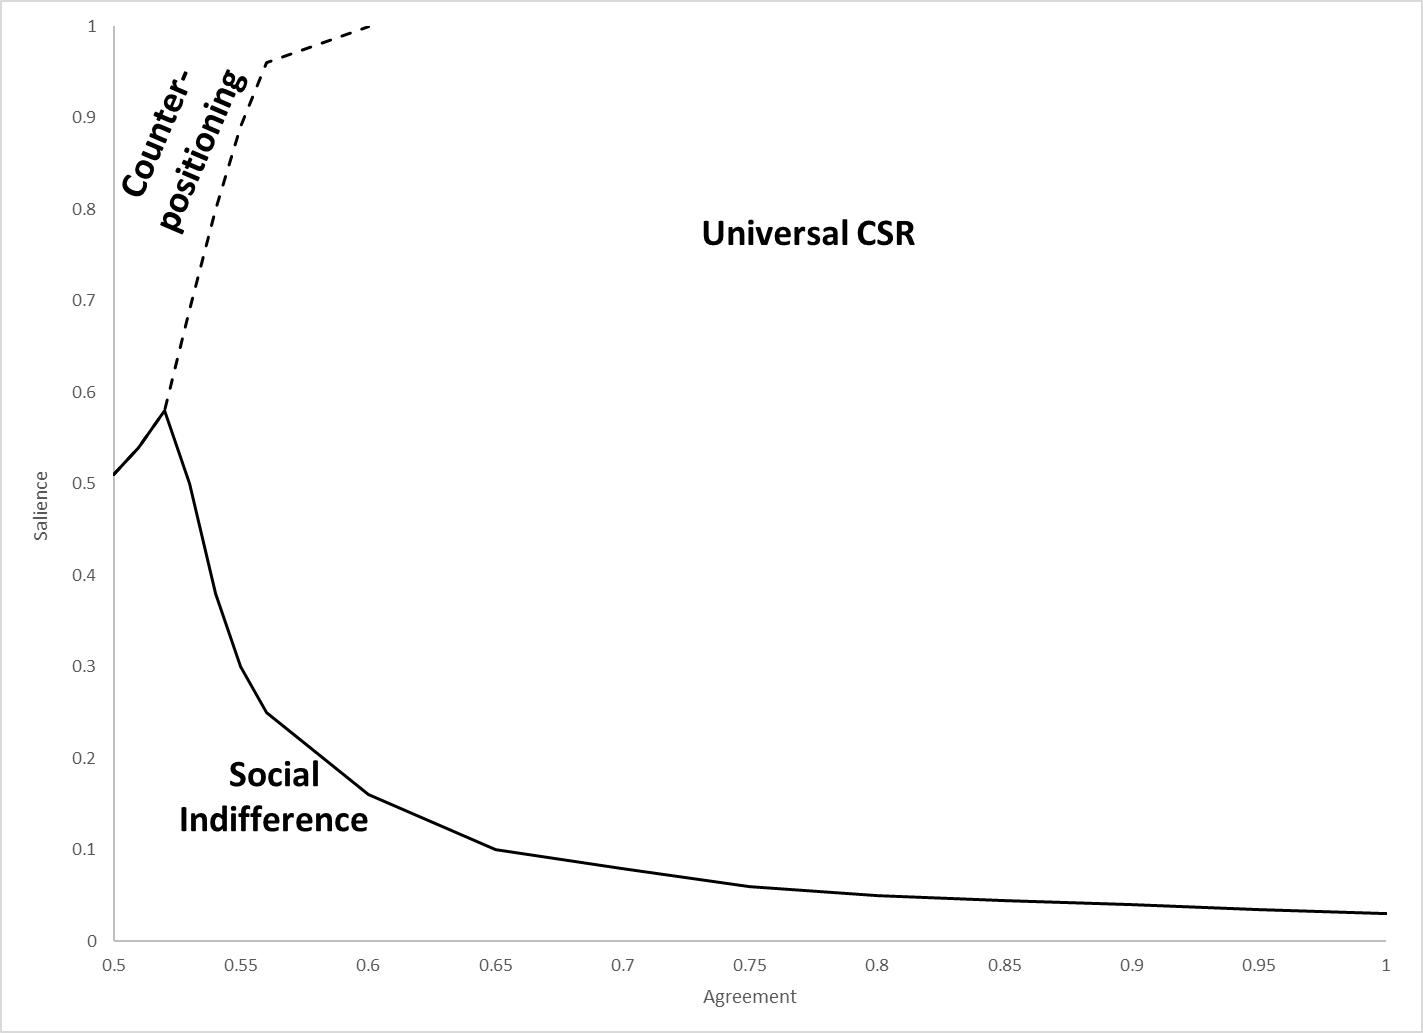 1
0.9
0.8
0.7
0.6
0.5
0.4
0.3
0.2
0.1
0
Salience
Counter-
positioning
Universal CSR
Social
Indifference
0.5 0.55 0.6 0.65 0.7 0.75 0.8 0.85 0.9 0.95 1
Agreement